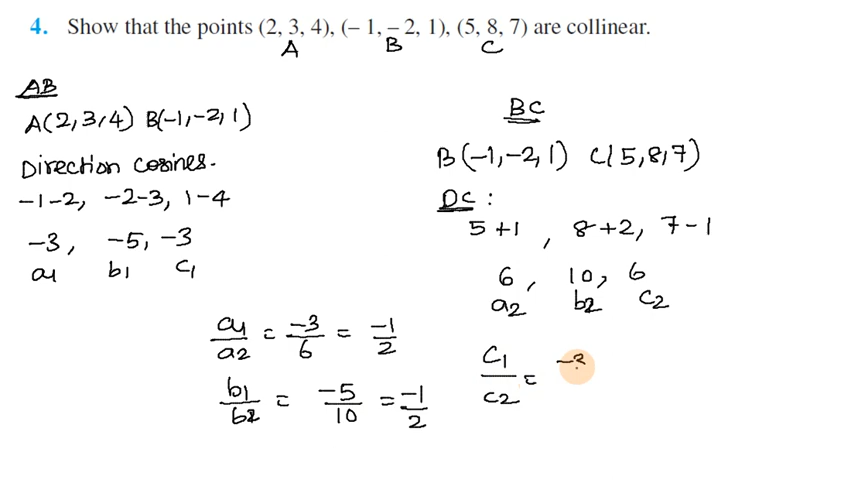 4. Show that the points (2, 3, 4), (– 1, – 2, 1), (5, 8, 7) are collinear.
A B C
AB
A(2,3,4) B(-1,-2,1)
Direction cosines.
-1-2, -2-3, 1-4
-3, -5, -3
a1 b1 c1
BC
B(-1,-2,1) C(5,8,7)
DC :
5+1, 8+2, 7-1
6, 10, 6
a2 b2 c2
a1/a2 = -3/6 = -1/2
b1/b2 = -5/10 = -1/2
c1/c2 = -3